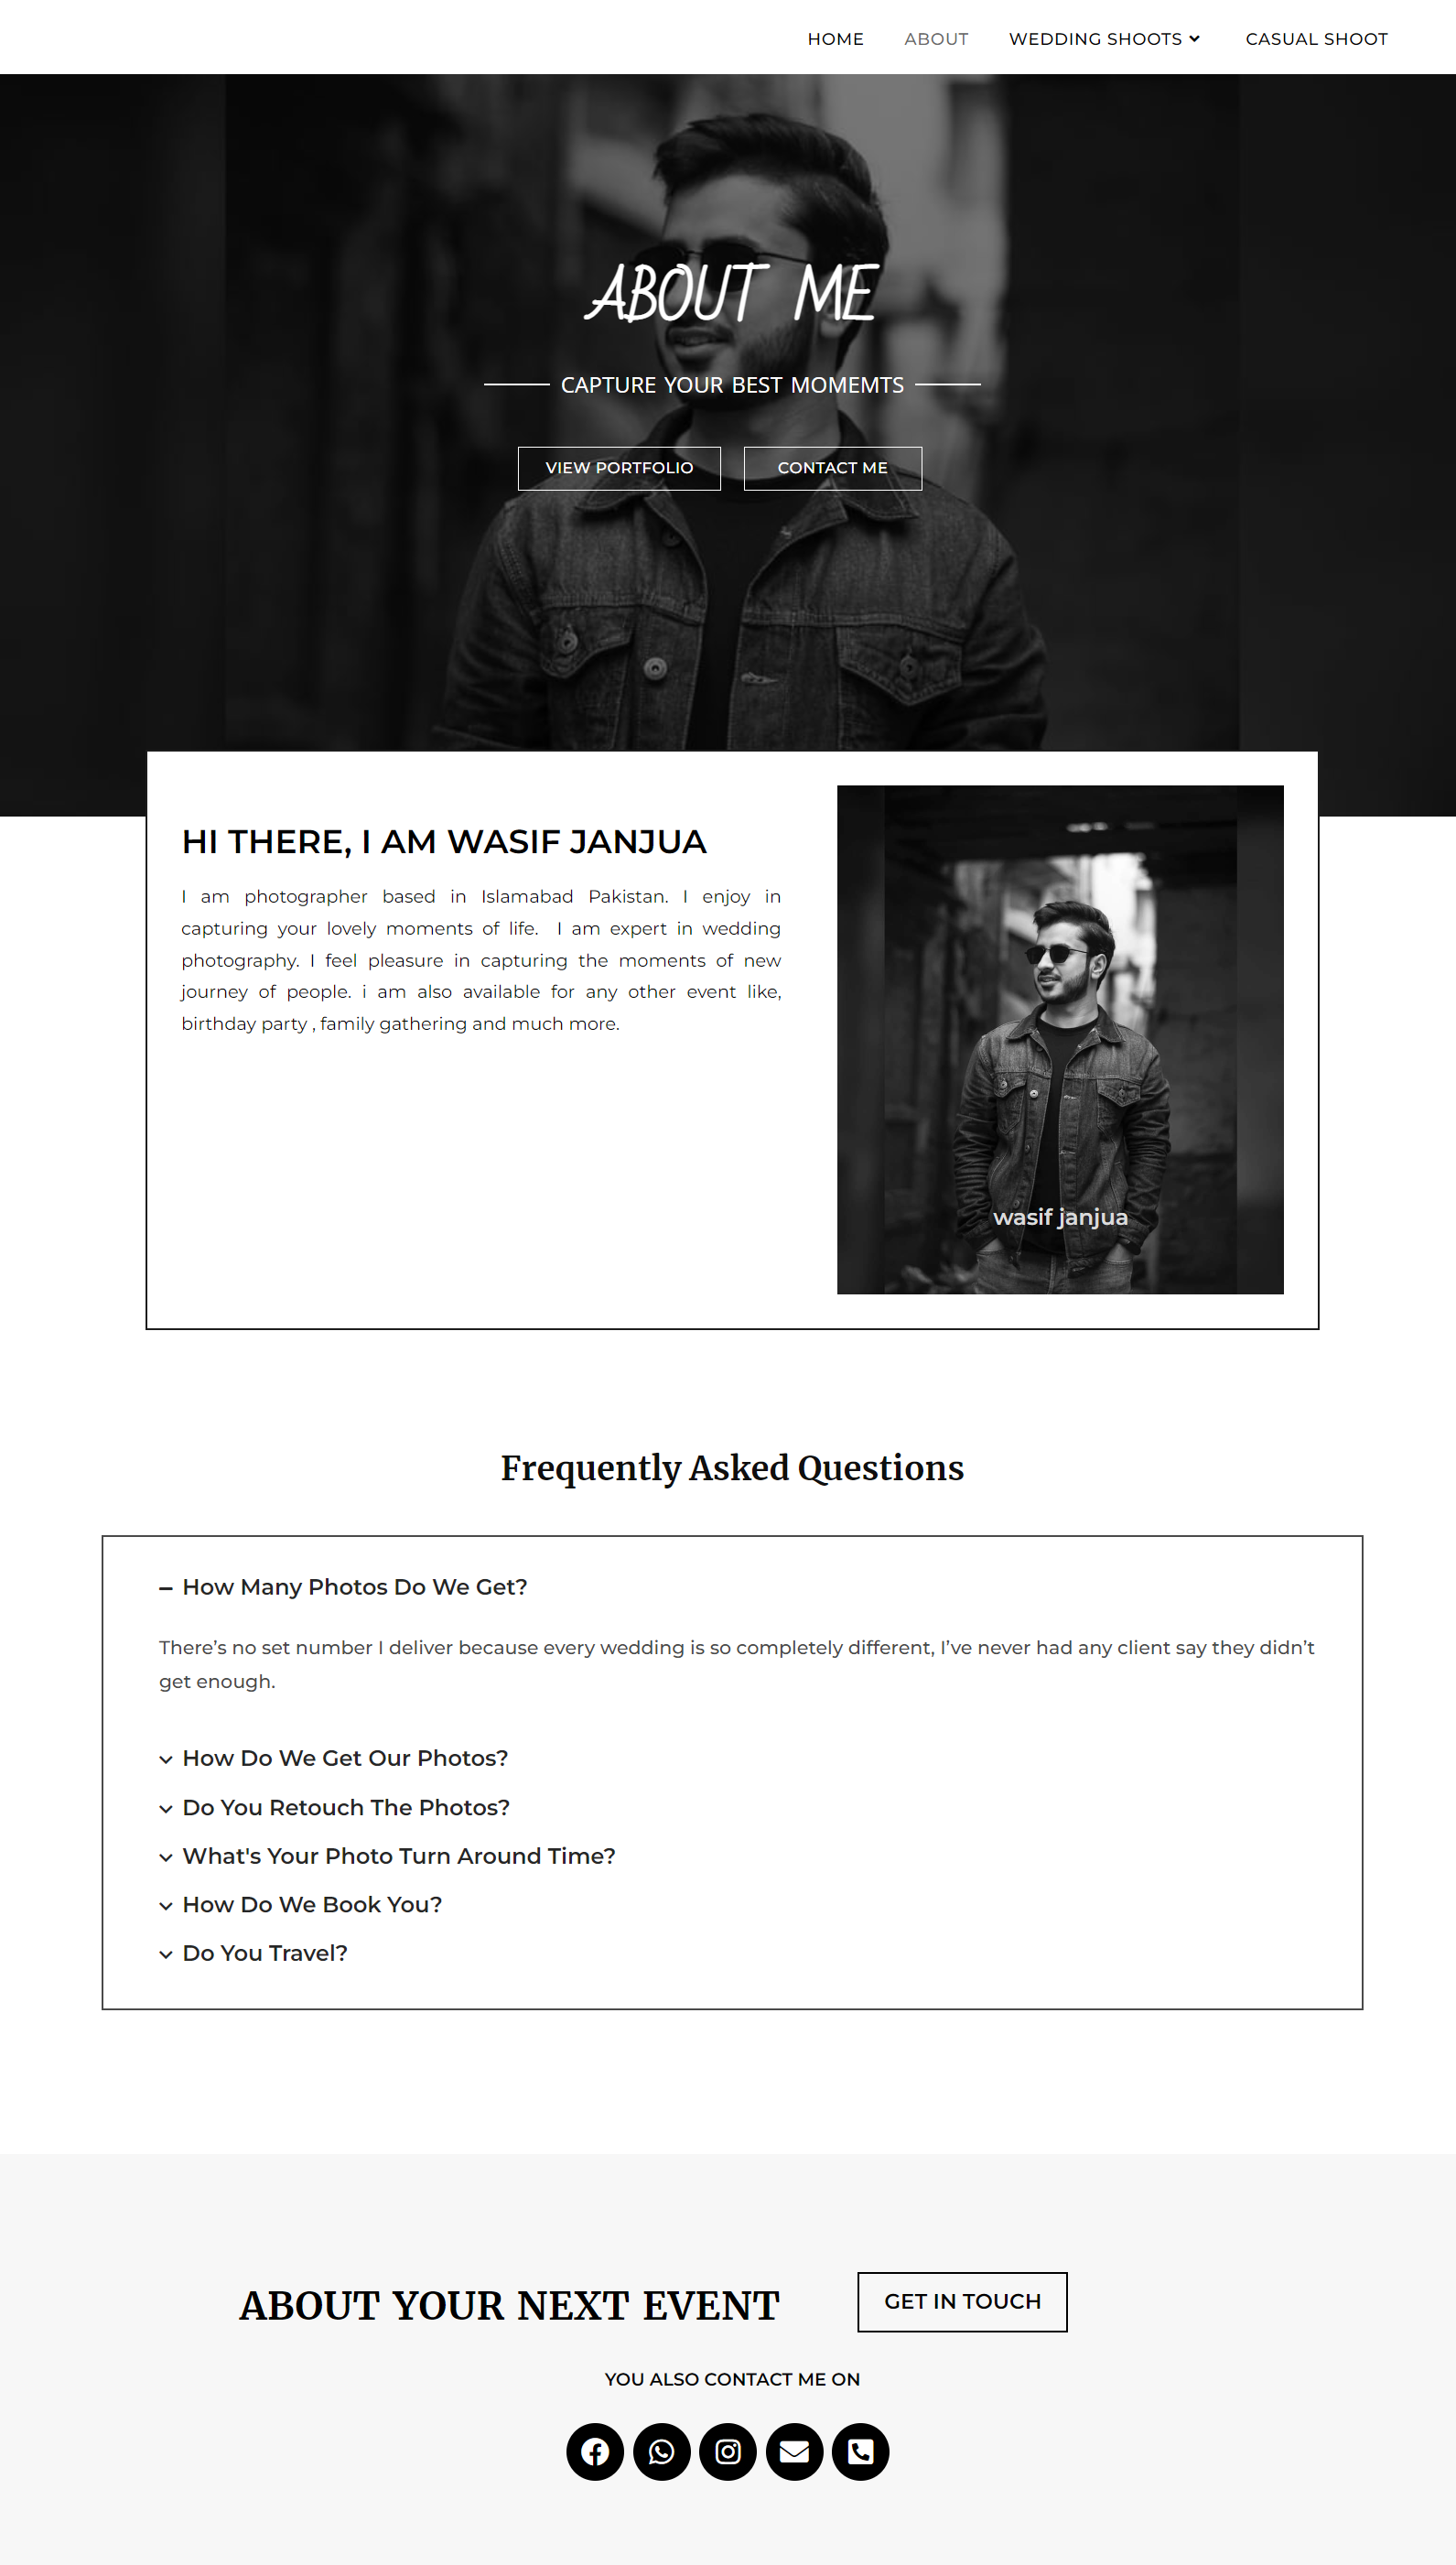 HOME ABOUT WEDDING SHOOTS CASUAL SHOOT
ABOUT ME
CAPTURE YOUR BEST MOMEMTS
VIEW PORTFOLIO CONTACT ME
HI THERE, I AM WASIF JANJUA
I am photographer based in Islamabad Pakistan. I enjoy in
capturing your lovely moments of life. I am expert in wedding
photography. I feel pleasure in capturing the moments of new
journey of people. i am also available for any other event like,
birthday party , family gathering and much more.
wasif janjua
Frequently Asked Questions
How Many Photos Do We Get?
There’s no set number I deliver because every wedding is so completely different, I’ve never had any client say they didn’t
get enough.
How Do We Get Our Photos?
Do You Retouch The Photos?
What's Your Photo Turn Around Time?
How Do We Book You?
Do You Travel?
ABOUT YOUR NEXT EVENT
GET IN TOUCH
YOU ALSO CONTACT ME ON